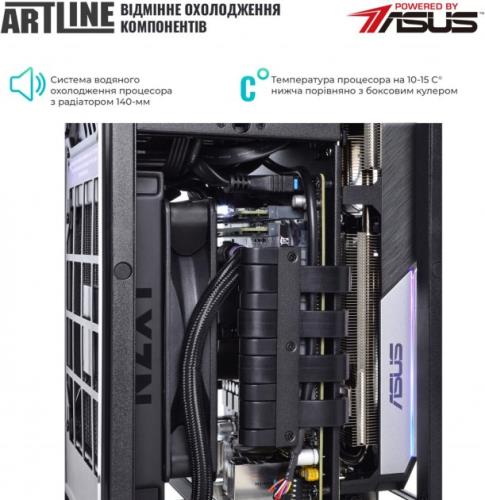 ARTLINE
ВІДМІННЕ ОХОЛОДЖЕННЯ
КОМПОНЕНТІВ
POWERED BY
ASUS
Система водяного
охолодження процесора
з радіатором 140-мм
C°
Температура процесора на 10-15 C°
нижча порівняно з боксовим кулером
NZXT
ASUS